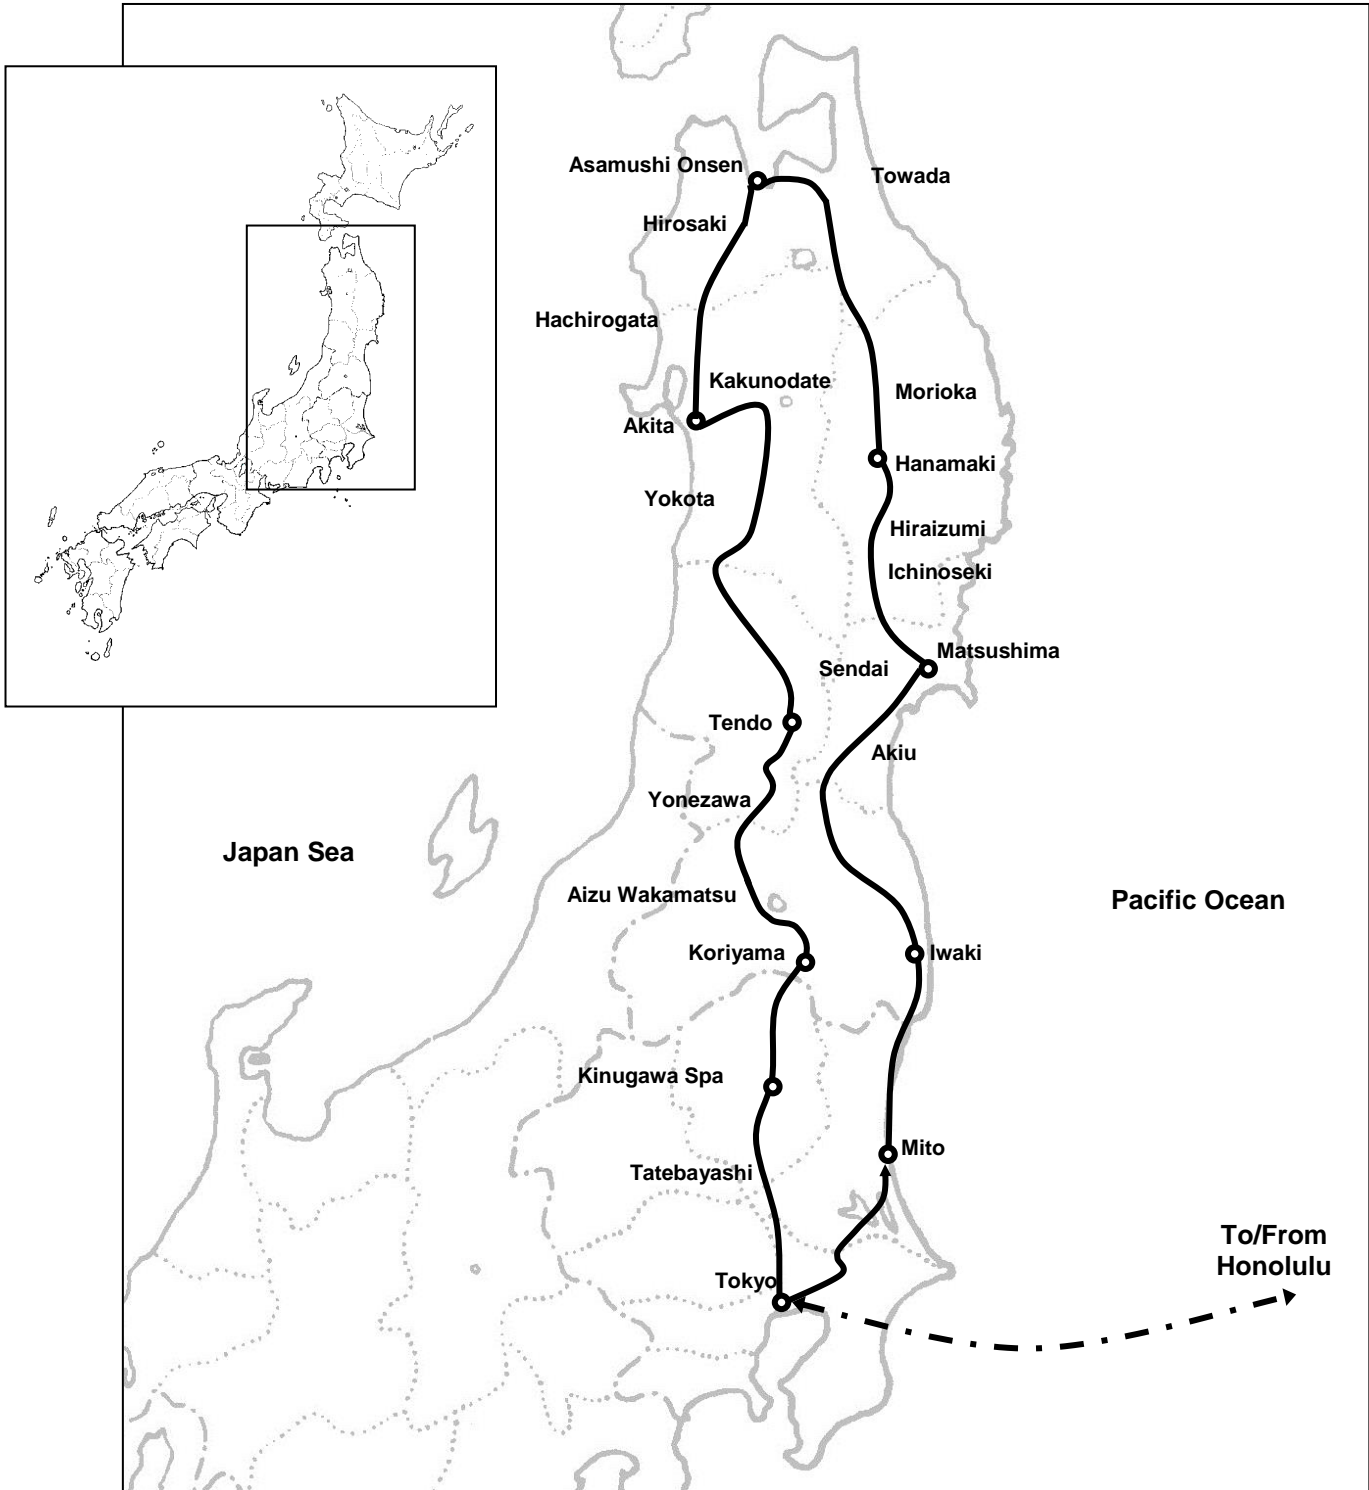 Asamushi Onsen
Towada
Hirosaki
Hachirogata
Kakunodate
Morioka
Akita
Hanamaki
Yokota
Hiraizumi
Ichinoseki
Matsushima
Sendai
Tendo
Akiu
Yonezawa
Japan Sea
Aizu Wakamatsu
Pacific Ocean
Koriyama
Iwaki
Kinugawa Spa
Mito
Tatebayashi
To/From
Honolulu
Tokyo